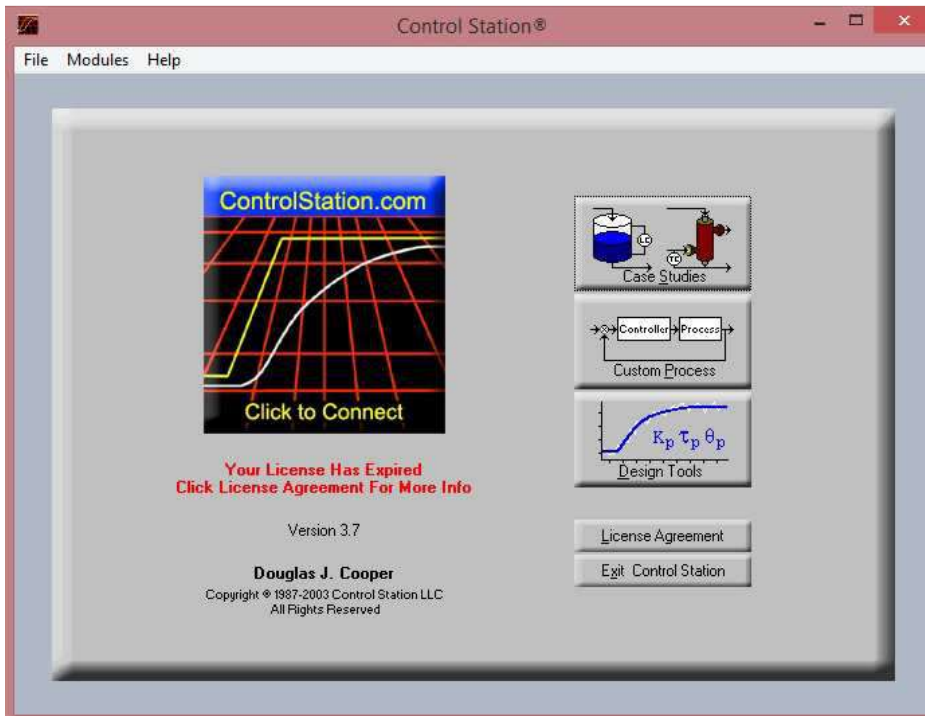 Control Station®
File Modules Help
ControlStation.com
Click to Connect
Your License Has Expired
Click License Agreement For More Info
Version 3.7
Douglas J. Cooper
Copyright © 1987-2003 Control Station LLC
All Rights Reserved
LC
TC
Case Studies
Controller Process
Custom Process
Kp τp θp
Design Tools
License Agreement
Exit Control Station